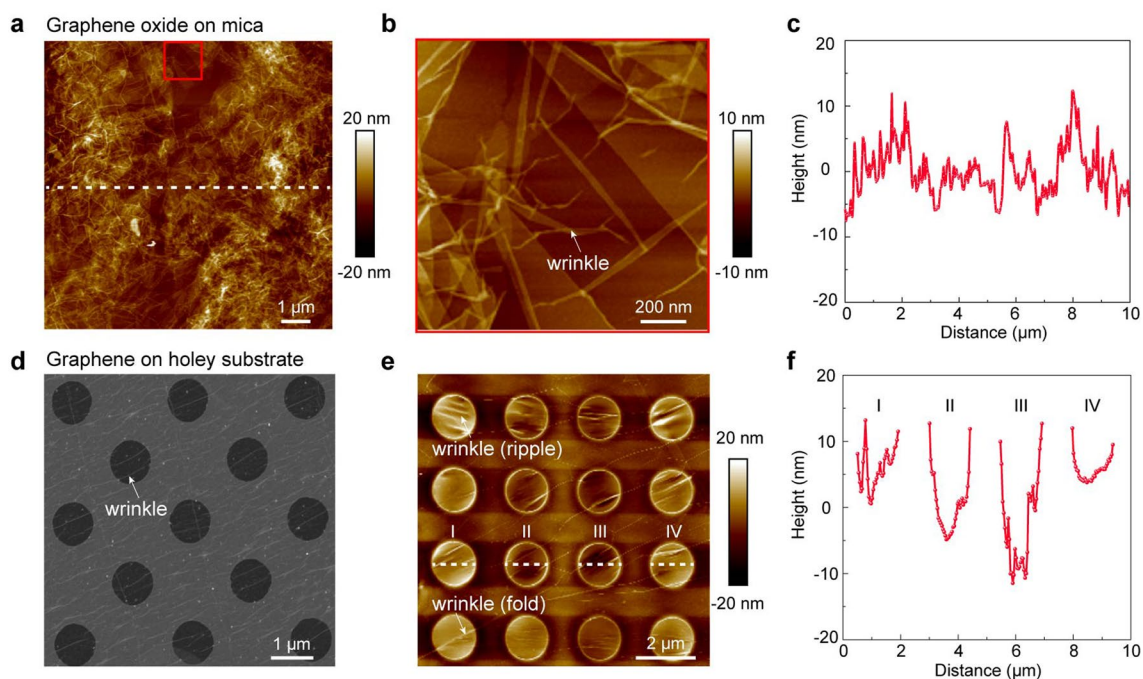 a Graphene oxide on mica
20 nm
-20 nm
1 µm
b
wrinkle
200 nm
10 nm
-10 nm
c
20
10
0
-10
-20
Height (nm)
0 2 4 6 8 10
Distance (µm)
d Graphene on holey substrate
wrinkle
1 µm
e
wrinkle (ripple)
I II III IV
wrinkle (fold)
2 µm
20 nm
-20 nm
f
I II III IV
20
10
0
-10
-20
Height (nm)
0 2 4 6 8 10
Distance (µm)